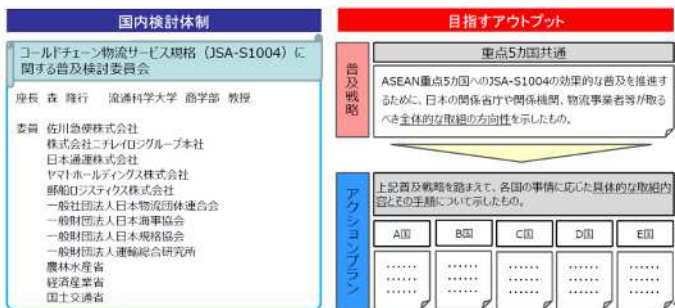 国内検討体制
コールドチェーン物流サービス規格（JSA-S1004）に
関する普及検討委員会
座長 森 隆行　流通科学大学 商学部 教授
委員 佐川急便株式会社
株式会社ニチレイロジグループ本社
日本通運株式会社
ヤマトホールディングス株式会社
郵船ロジスティクス株式会社
一般社団法人日本物流団体連合会
一般財団法人日本海事協会
一般財団法人日本規格協会
一般財団法人運輸総合研究所
農林水産省
経済産業省
国土交通省
目指すアウトプット
普及戦略
重点5カ国共通
ASEAN重点5カ国へのJSA-S1004の効果的な普及を推進す
るために、日本の関係省庁や関係機関、物流事業者等が取る
べき全体的な取組の方向性を示したもの。
アクションプラン
上記普及戦略を踏まえて、各国の事情に応じた具体的な取組内
容とその手順について示したもの。
A国 B国 C国 D国 E国
…… …… …… …… ……
…… …… …… …… ……
…… …… …… …… ……